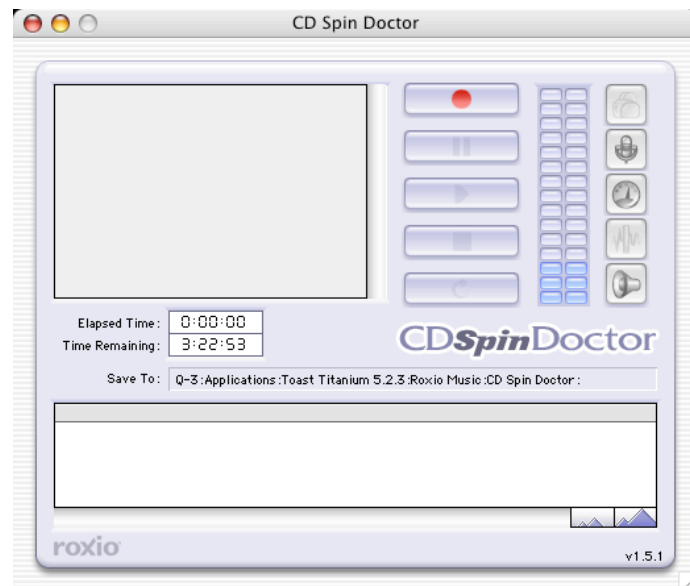 CD Spin Doctor
Elapsed Time: 0:00:00
Time Remaining: 3:22:53
CDSpinDoctor
Save To: Q-3:Applications:Toast Titanium 5.2.3:Roxio Music:CD Spin Doctor:
roxio
v1.5.1